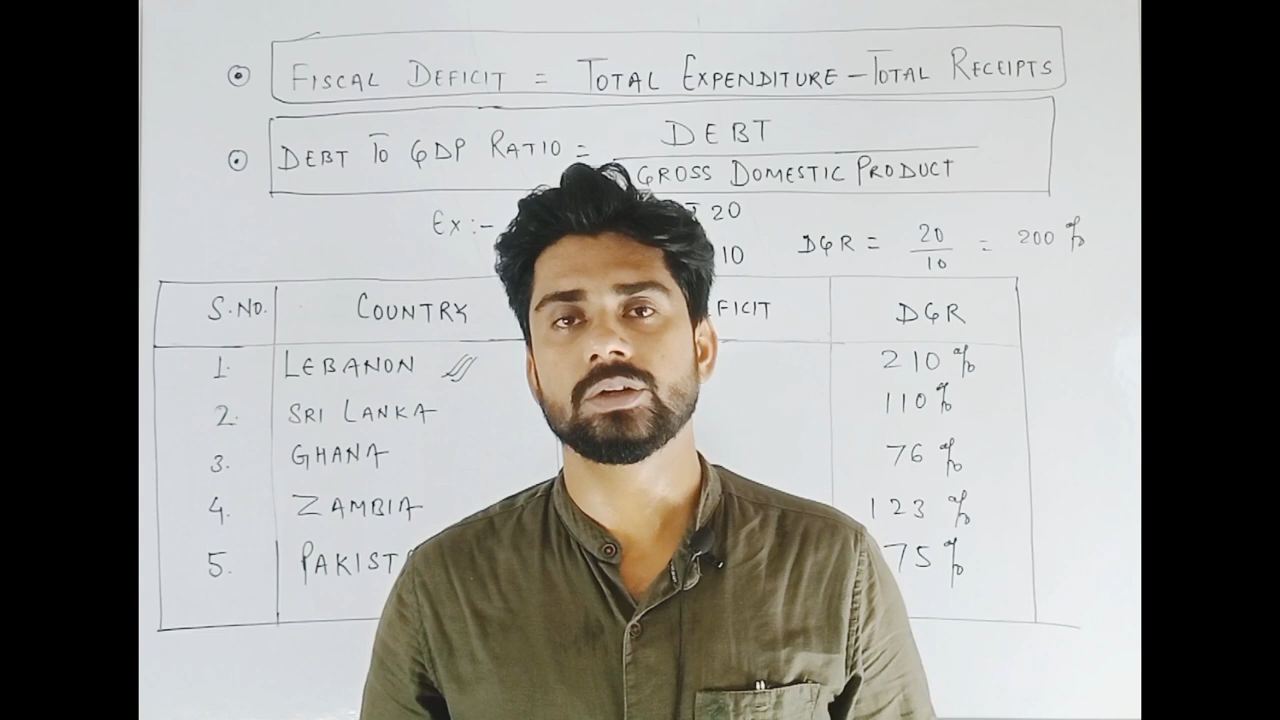 FISCAL DEFICIT = TOTAL EXPENDITURE - TOTAL RECEIPTS
DEBT TO GDP RATIO = DEBT
GROSS DOMESTIC PRODUCT
Ex :- 20
10
DGR = 20/10 = 200 %
S.NO. COUNTRY FICIT DGR
1. LEBANON 210 %
2. SRI LANKA 110 %
3. GHANA 76 %
4. ZAMBIA 123 %
5. PAKIST 75 %